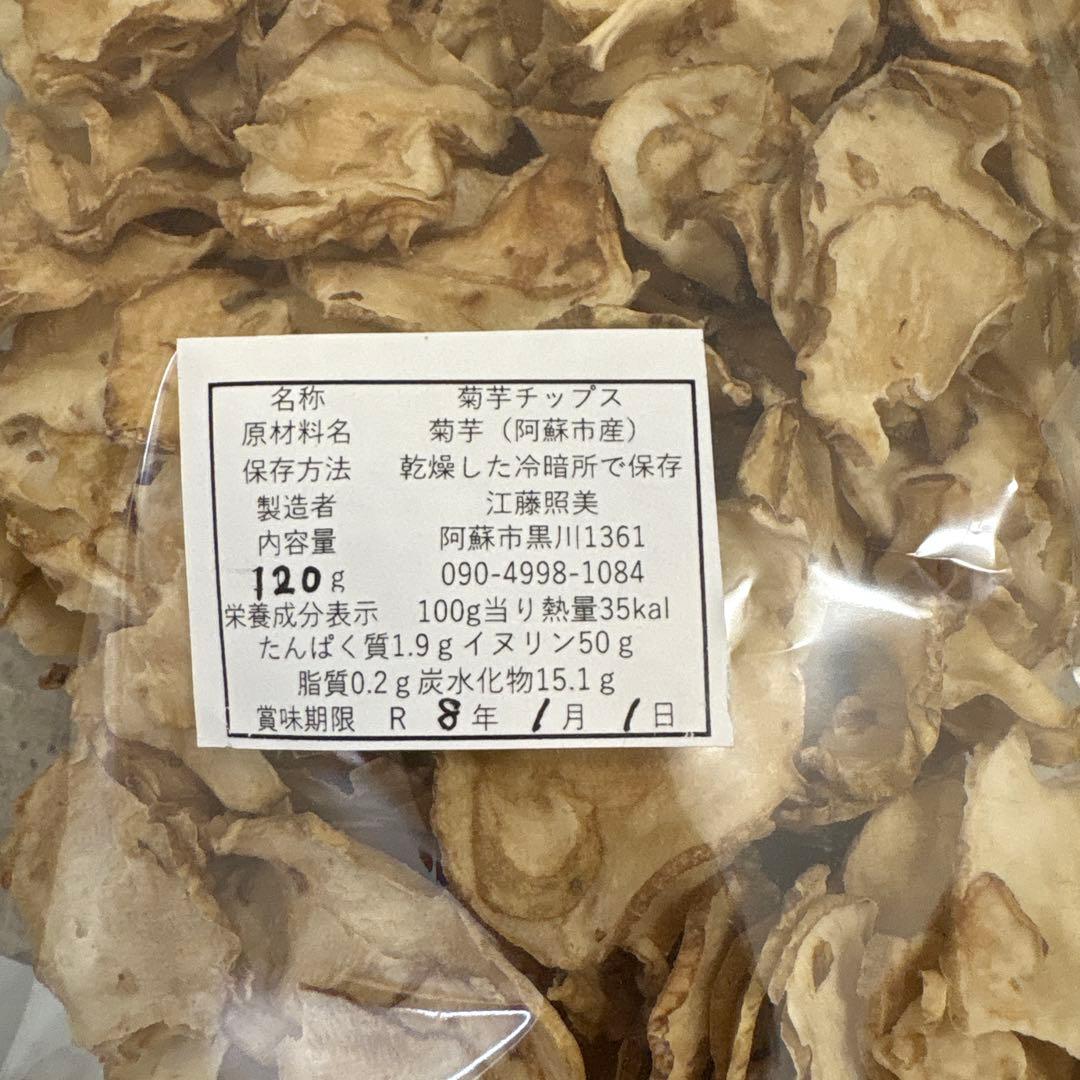 名称 菊芋チップス
原材料名 菊芋（阿蘇市産）
保存方法 乾燥した冷暗所で保存
製造者 江藤照美
内容量 阿蘇市黒川1361
120g 090-4998-1084
栄養成分表示 100g当り熱量35kal
たんぱく質1.9gイヌリン50g
脂質0.2g炭水化物15.1g
賞味期限 R 8年 1月 1日